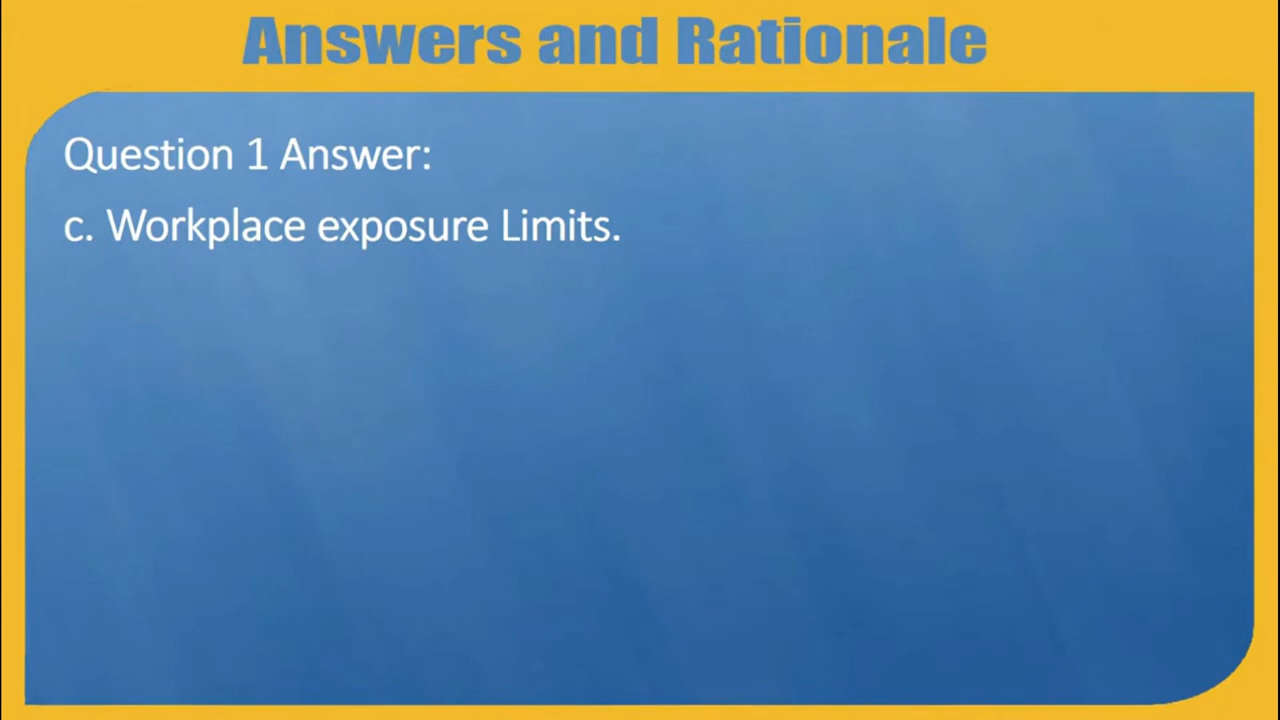 Answers and Rationale
Question 1 Answer:
c. Workplace exposure Limits.